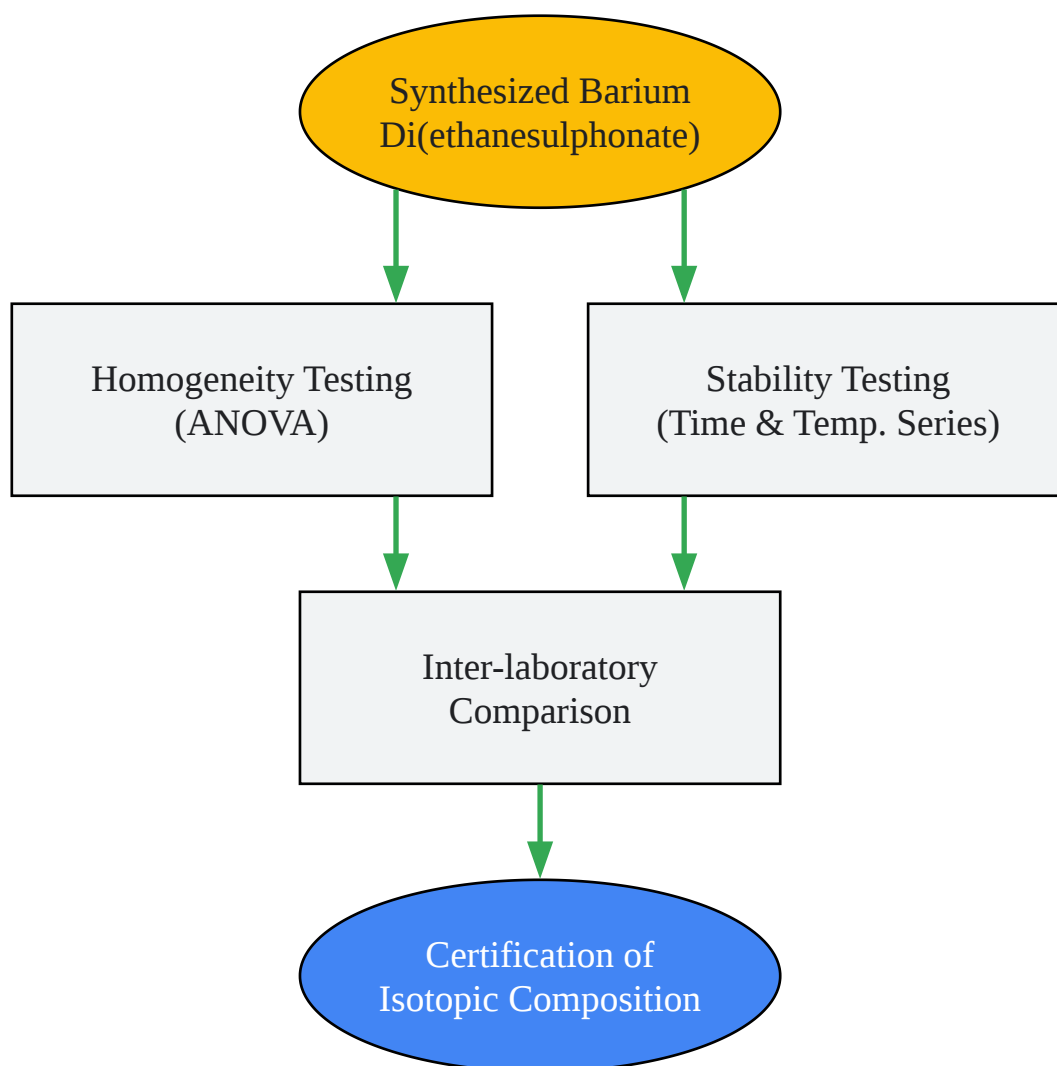 Synthesized Barium
Di(ethanesulphonate)
Homogeneity Testing
(ANOVA)
Stability Testing
(Time & Temp. Series)
Inter-laboratory
Comparison
Certification of
Isotopic Composition